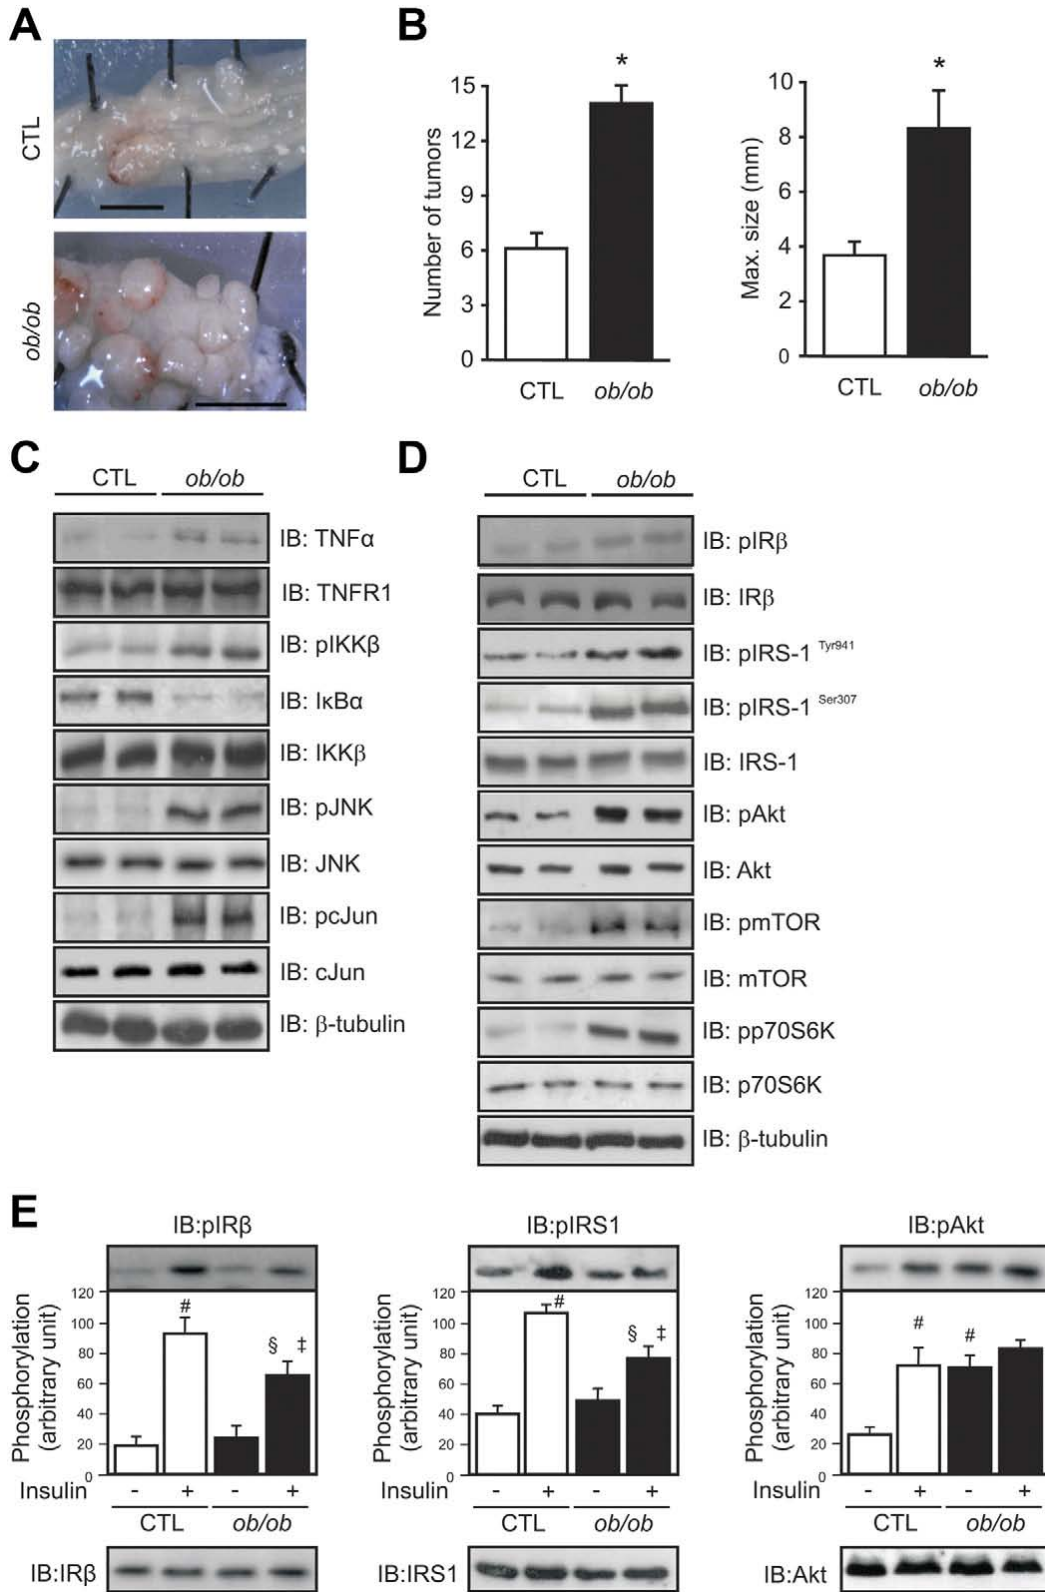 A
CTL
ob/ob
B
Number of tumors
15
12
9
6
3
0
*
CTL ob/ob
Max. size (mm)
10
8
6
4
2
0
*
CTL ob/ob
C
CTL ob/ob
IB: TNFα
IB: TNFR1
IB: pIKKβ
IB: IκBα
IB: IKKβ
IB: pJNK
IB: JNK
IB: pcJun
IB: cJun
IB: β-tubulin
D
CTL ob/ob
IB: pIRβ
IB: IRβ
IB: pIRS-1 Tyr941
IB: pIRS-1 Ser307
IB: IRS-1
IB: pAkt
IB: Akt
IB: pmTOR
IB: mTOR
IB: pp70S6K
IB: p70S6K
IB: β-tubulin
E
IB:pIRβ
Phosphorylation
(arbitrary unit)
120
100
80
60
40
20
0
#
§ ‡
Insulin - + - +
CTL ob/ob
IB:IRβ
IB:pIRS1
Phosphorylation
(arbitrary unit)
120
100
80
60
40
20
0
#
§ ‡
Insulin - + - +
CTL ob/ob
IB:IRS1
IB:pAkt
Phosphorylation
(arbitrary unit)
120
100
80
60
40
20
0
# #
Insulin - + - +
CTL ob/ob
IB:Akt